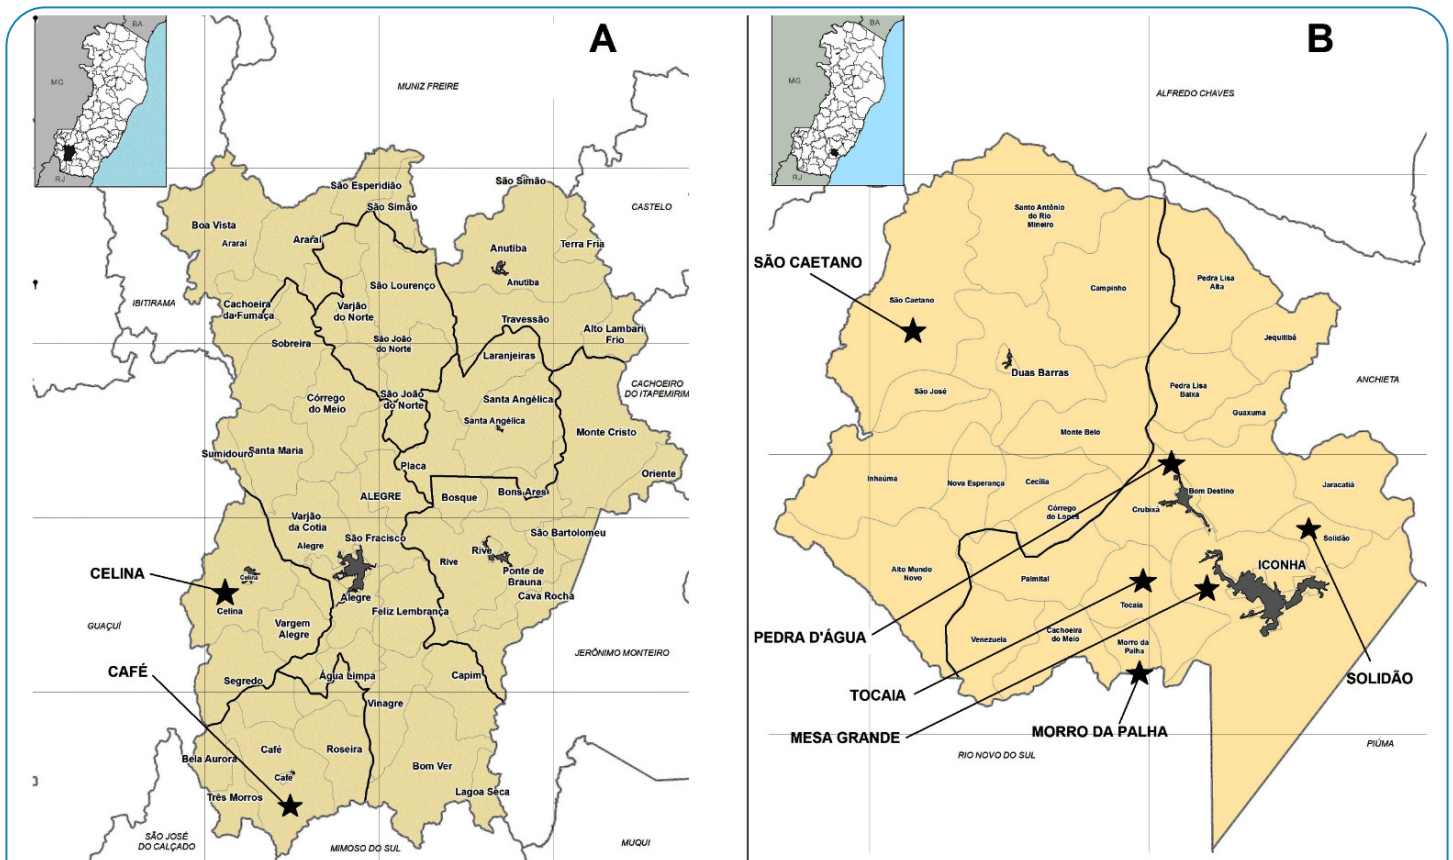 A
BA
MG
RJ
MUNIZ FREIRE
São Esperidião
São Simão
São Simão
CASTELO
Boa Vista
Araraí
Araraí
Anutiba
Terra Fria
Anutiba
São Lourenço
IBITIRAMA
Cachoeira
da Fumaça
Varjão
do Norte
Travessão
Alto Lambari
Frio
Sobreira
São João
do Norte
Laranjeiras
CACHOEIRO
DO ITAPEMIRIM
Córrego
do Meio
São João
do Norte
Santa Angélica
Santa Angélica
Monte Cristo
Sumidouro
Santa Maria
Placa
Oriente
ALEGRE
Bosque
Bons Ares
Varjão
da Cotia
Alegre
São Fracisco
São Bartolomeu
Rive
Rive
Ponte de
Brauna
Cava Rocha
CELINA
Celina
Celina
Alegre
Feliz Lembrança
Vargem
Alegre
GUAÇUÍ
JERÔNIMO MONTEIRO
CAFÉ
Segredo
Água Limpa
Capim
Vinagre
Café
Roseira
Bela Aurora
Bom Ver
Café
Três Morros
Lagoa Seca
SÃO JOSÉ
DO CALÇADO
MIMOSO DO SUL
MUQUI
B
BA
MG
RJ
ALFREDO CHAVES
Santo Antônio
do Rio
Mineiro
SÃO CAETANO
São Caetano
Campinho
Pedra Lisa
Alta
Jequitibá
Duas Barras
ANCHIETA
São José
Pedra Lisa
Baixa
Guaxuma
Monte Belo
Inhaúma
Nova Esperança
Cecília
Bom Destino
Jaracatiá
Córrego
do Lopes
Crubixá
Solidão
Alto Mundo
Novo
Palmital
ICONHA
Tocaia
PEDRA D'ÁGUA
Venezuela
Cachoeira
do Meio
Morro da
Palha
TOCAIA
SOLIDÃO
MESA GRANDE
MORRO DA PALHA
RIO NOVO DO SUL
PIÚMA